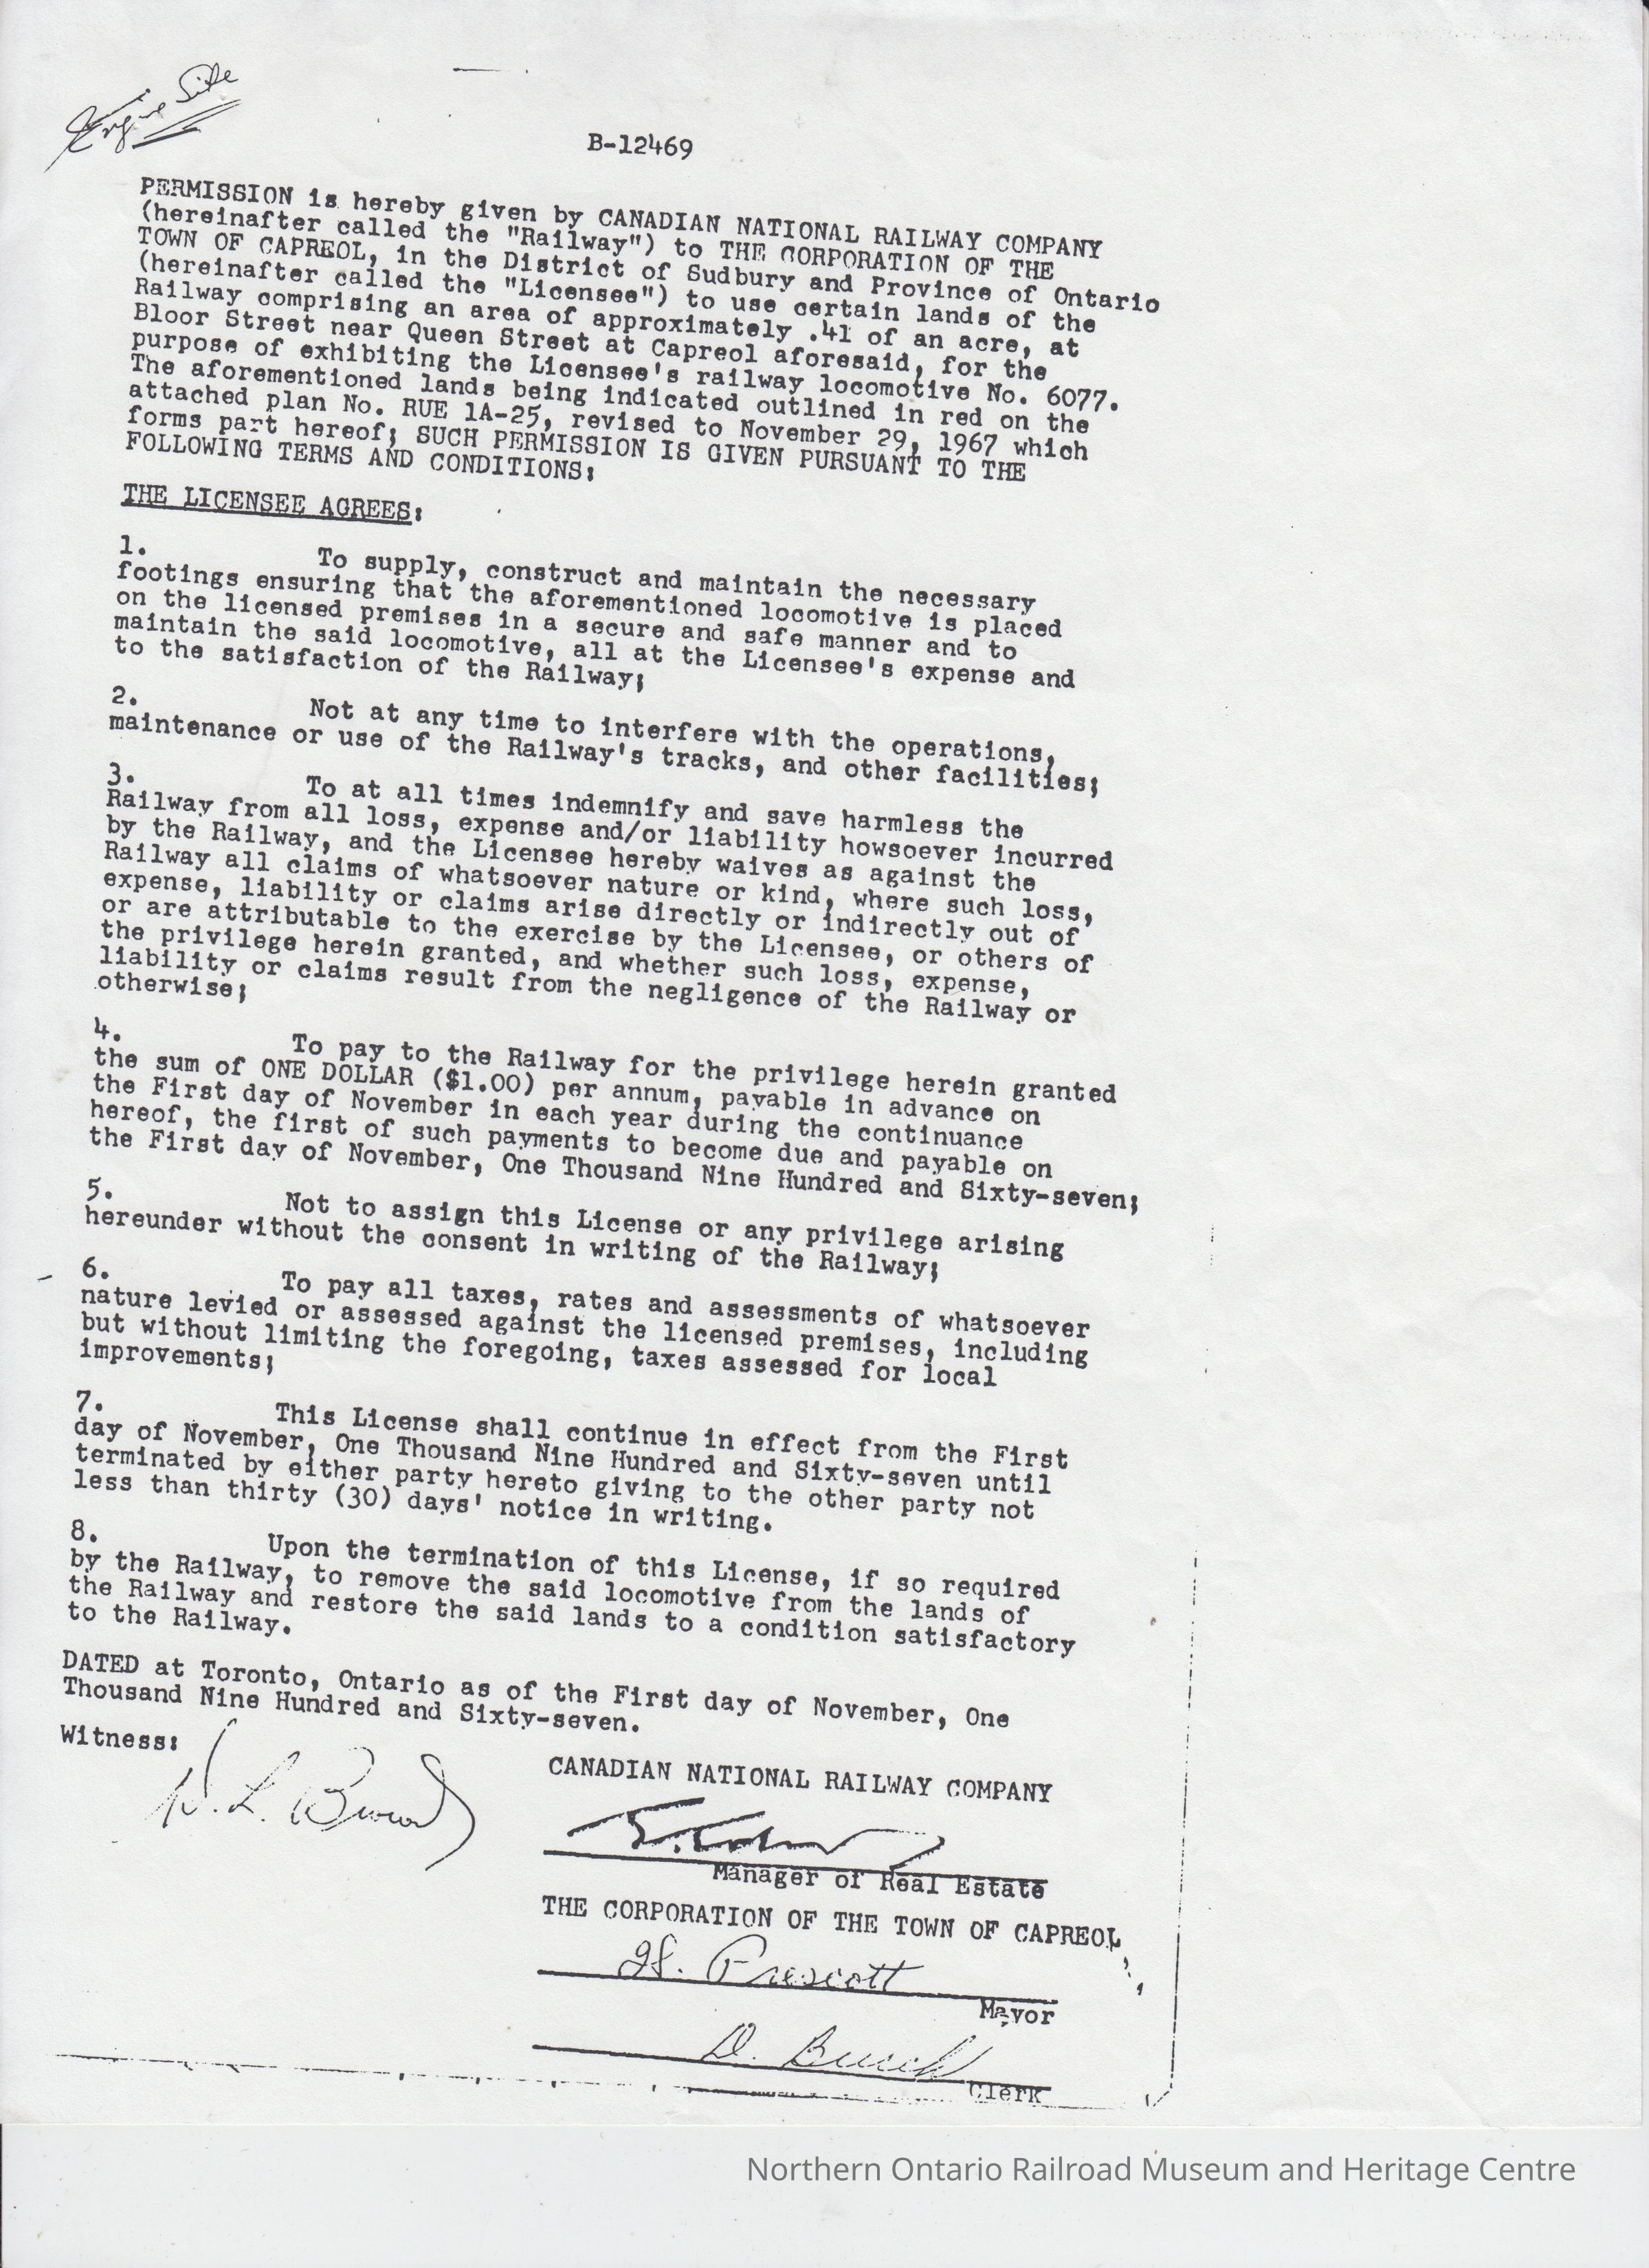 Engine Site
B-12469
PERMISSION is hereby given by CANADIAN NATIONAL RAILWAY COMPANY
(hereinafter called the "Railway") to THE CORPORATION OF THE
TOWN OF CAPREOL, in the District of Sudbury and Province of Ontario
(hereinafter called the "Licensee") to use certain lands of the
Railway comprising an area of approximately .41 of an acre, at
Bloor Street near Queen Street at Capreol aforesaid, for the
purpose of exhibiting the Licensee's railway locomotive No. 6077.
The aforementioned lands being indicated outlined in red on the
attached plan No. RUE 1A-25, revised to November 29, 1967 which
forms part hereof; SUCH PERMISSION IS GIVEN PURSUANT TO THE
FOLLOWING TERMS AND CONDITIONS:
THE LICENSEE AGREES:
1. To supply, construct and maintain the necessary
footings ensuring that the aforementioned locomotive is placed
on the licensed premises in a secure and safe manner and to
maintain the said locomotive, all at the Licensee's expense and
to the satisfaction of the Railway;
2. Not at any time to interfere with the operations,
maintenance or use of the Railway's tracks, and other facilities;
3. To at all times indemnify and save harmless the
Railway from all loss, expense and/or liability howsoever incurred
by the Railway, and the Licensee hereby waives as against the
Railway all claims of whatsoever nature or kind, where such loss,
expense, liability or claims arise directly or indirectly out of
or are attributable to the exercise by the Licensee, or others of
the privilege herein granted, and whether such loss, expense,
liability or claims result from the negligence of the Railway or
otherwise;
4. To pay to the Railway for the privilege herein granted
the sum of ONE DOLLAR ($1.00) per annum, payable in advance on
the First day of November in each year during the continuance
hereof, the first of such payments to become due and payable on
the First day of November, One Thousand Nine Hundred and Sixty-seven;
5. Not to assign this License or any privilege arising
hereunder without the consent in writing of the Railway;
6. To pay all taxes, rates and assessments of whatsoever
nature levied or assessed against the licensed premises, including
but without limiting the foregoing, taxes assessed for local
improvements;
7. This License shall continue in effect from the First
day of November, One Thousand Nine Hundred and Sixty-seven until
terminated by either party hereto giving to the other party not
less than thirty (30) days' notice in writing.
8. Upon the termination of this License, if so required
by the Railway, to remove the said locomotive from the lands of
the Railway and restore the said lands to a condition satisfactory
to the Railway.
DATED at Toronto, Ontario as of the First day of November, One
Thousand Nine Hundred and Sixty-seven.
Witness:
CANADIAN NATIONAL RAILWAY COMPANY
Manager of Real Estate
THE CORPORATION OF THE TOWN OF CAPREOL
H. Prescott
Mayor
D.
Clerk
Northern Ontario Railroad Museum and Heritage Centre